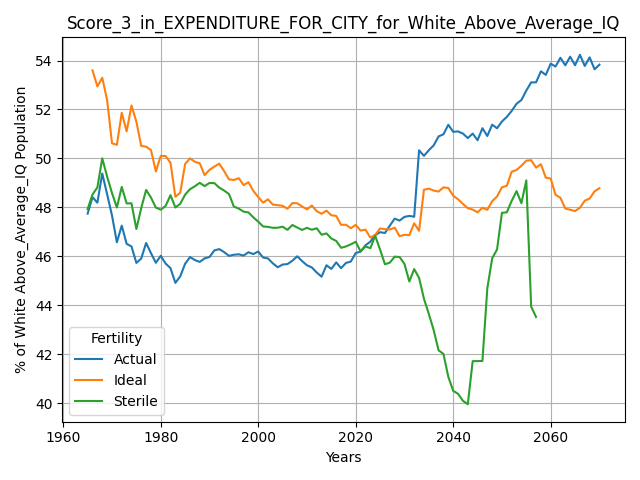 Score_3_in_EXPENDITURE_FOR_CITY_for_White_Above_Average_IQ
% of White Above_Average_IQ Population
54
52
50
48
46
44
42
40
Fertility
Actual
Ideal
Sterile
1960 1980 2000 2020 2040 2060
Years